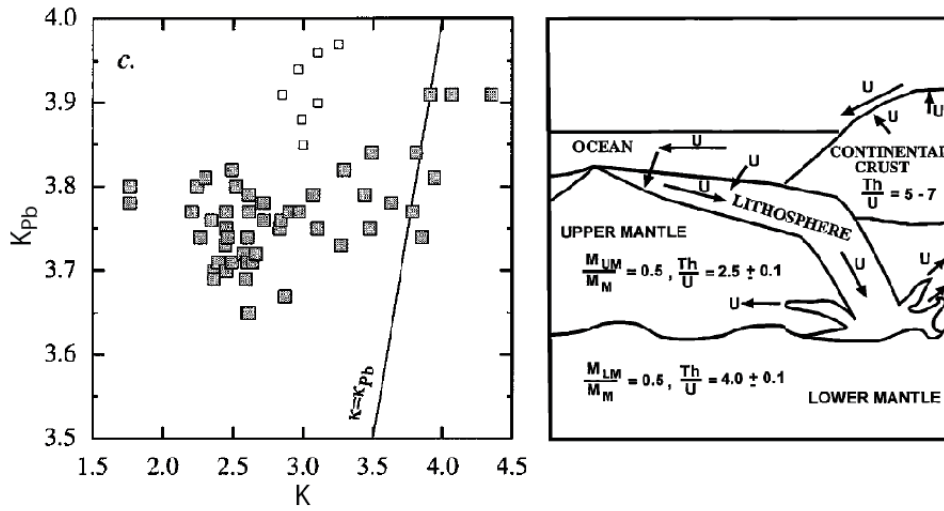 4.0
3.9
3.8
3.7
3.6
3.5
KPb
c.
κ=κPb
1.5 2.0 2.5 3.0 3.5 4.0 4.5
K
U
U
U
OCEAN
U
U
U
CONTINENTAL
CRUST
Th/U = 5 - 7
LITHOSPHERE
UPPER MANTLE
MUM/MM = 0.5 , Th/U = 2.5 ± 0.1
U
U
U
MLM/MM = 0.5 , Th/U = 4.0 ± 0.1
LOWER MANTLE